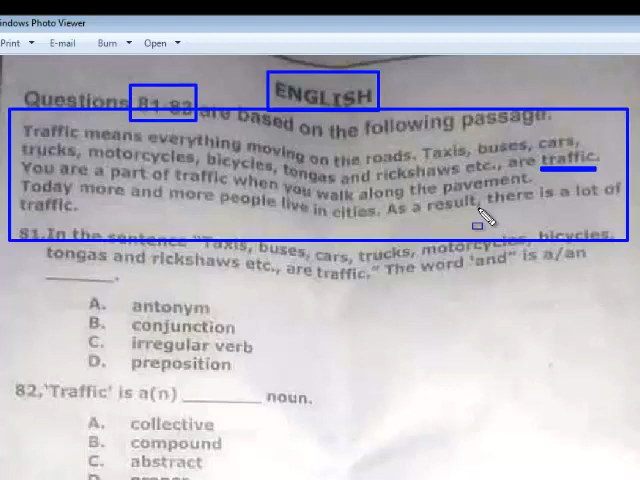 indows Photo Viewer
Print E-mail Burn Open
ENGLISH
Questions 81-83 are based on the following passage.
Traffic means everything moving on the roads. Taxis, buses, cars,
trucks, motorcycles, bicycles, tongas and rickshaws etc., are traffic.
You are a part of traffic when you walk along the pavement.
Today more and more people live in cities. As a result, there is a lot of
traffic.
81.In the sentence "Taxis, buses, cars, trucks, motorcycles, bicycles,
tongas and rickshaws etc., are traffic." The word 'and" is a/an
________.
A. antonym
B. conjunction
C. irregular verb
D. preposition
82.'Traffic' is a(n) ________ noun.
A. collective
B. compound
C. abstract
D. proper